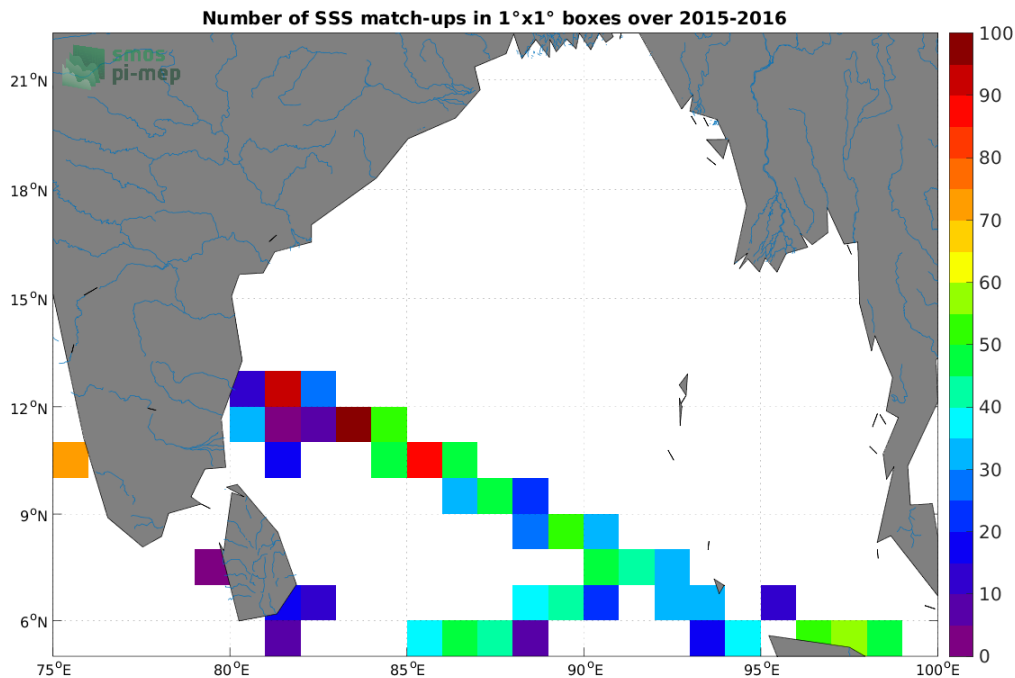 Number of SSS match-ups in 1°x1° boxes over 2015-2016
smos
pi-mep
21°N
18°N
15°N
12°N
9°N
6°N
75°E 80°E 85°E 90°E 95°E 100°E
100
90
80
70
60
50
40
30
20
10
0